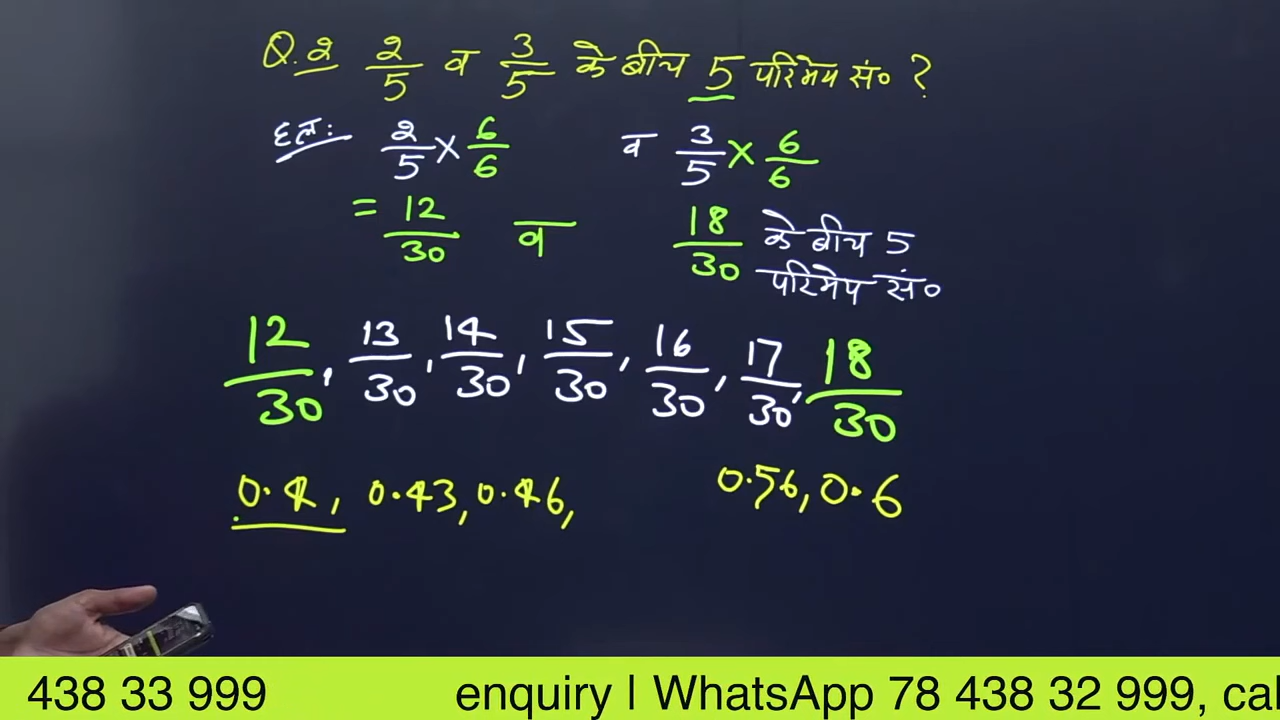 Q.2 2/5 व 3/5 के बीच 5 परिमेय सं० ?
हल: 2/5 × 6/6 व 3/5 × 6/6
= 12/30 व 18/30 के बीच 5
परिमेय सं०
12/30, 13/30, 14/30, 15/30, 16/30, 17/30, 18/30
0.4, 0.43, 0.46, 0.56, 0.6
438 33 999 enquiry | WhatsApp 78 438 32 999, cal